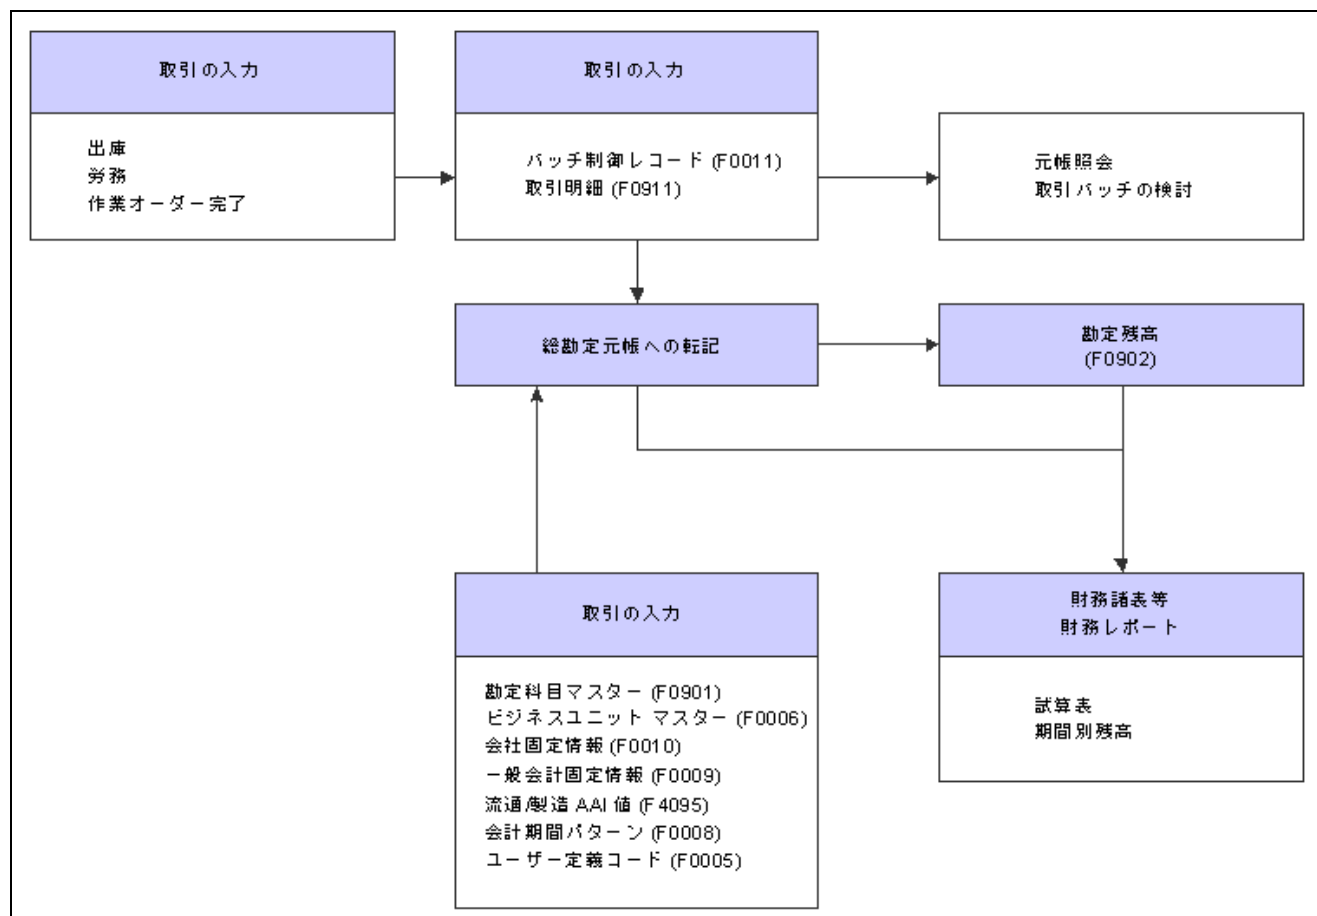 取引の入力
出庫
労務
作業オーダー完了
取引の入力
バッチ制御レコード (F0011)
取引明細 (F0911)
元帳照会
取引バッチの検討
総勘定元帳への転記
勘定残高
(F0902)
取引の入力
勘定科目マスター (F0901)
ビジネスユニット マスター (F0006)
会社固定情報 (F0010)
一般会計固定情報 (F0009)
流通/製造 AAI 値 (F4095)
会計期間パターン (F0008)
ユーザー定義コード (F0005)
財務諸表等
財務レポート
試算表
期間別残高